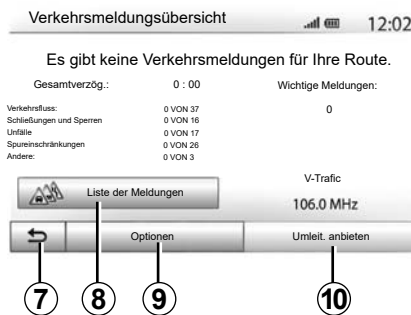 Verkehrsmeldungsübersicht 12:02
Es gibt keine Verkehrsmeldungen für Ihre Route.
Gesamtverzög.: 0 : 00 Wichtige Meldungen:
0
Verkehrsfluss: 0 VON 37
Schließungen und Sperren 0 VON 16
Unfälle 0 VON 17
Spureinschränkungen 0 VON 26
Andere: 0 VON 3
Liste der Meldungen
V-Trafic
106.0 MHz
Optionen Umleit. anbieten
7 8 9 10